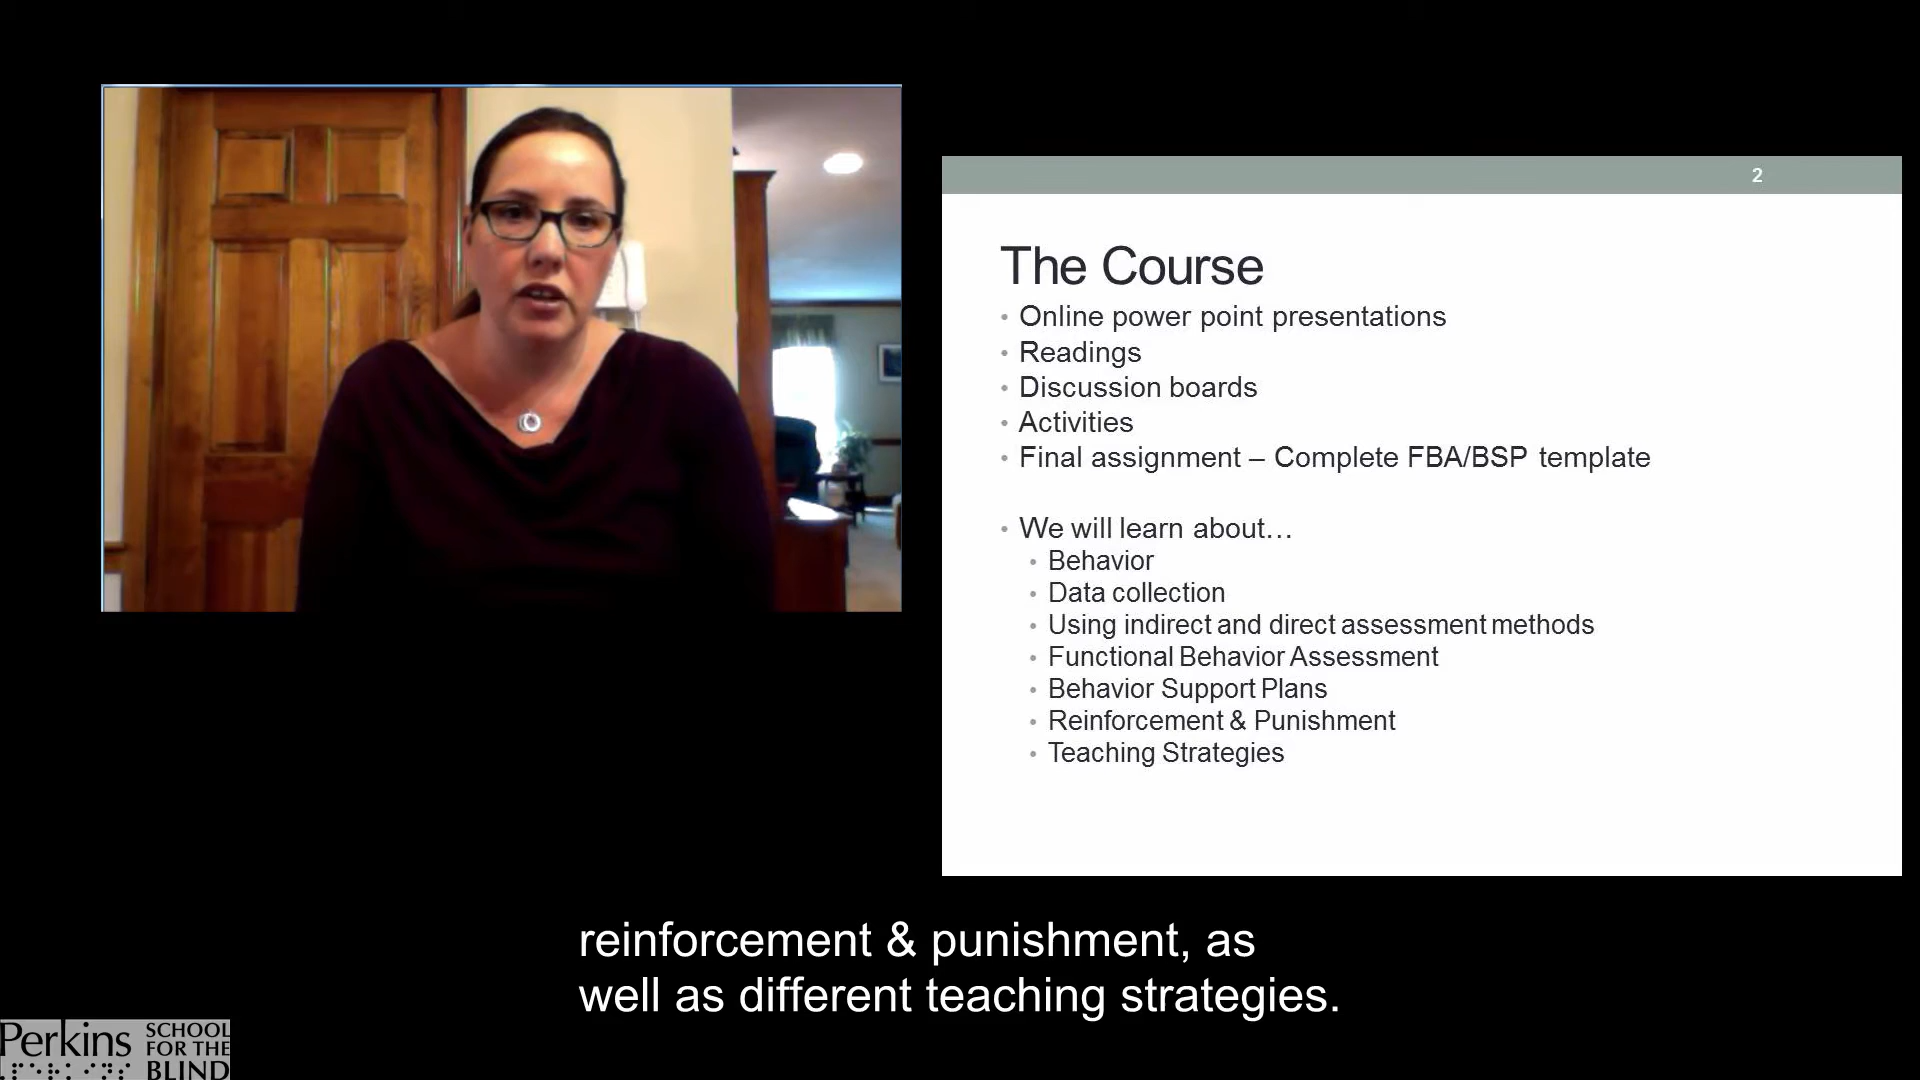 2
The Course
• Online power point presentations
• Readings
• Discussion boards
• Activities
• Final assignment – Complete FBA/BSP template
• We will learn about…
• Behavior
• Data collection
• Using indirect and direct assessment methods
• Functional Behavior Assessment
• Behavior Support Plans
• Reinforcement & Punishment
• Teaching Strategies
reinforcement & punishment, as
well as different teaching strategies.
Perkins
SCHOOL
FOR THE
BLIND